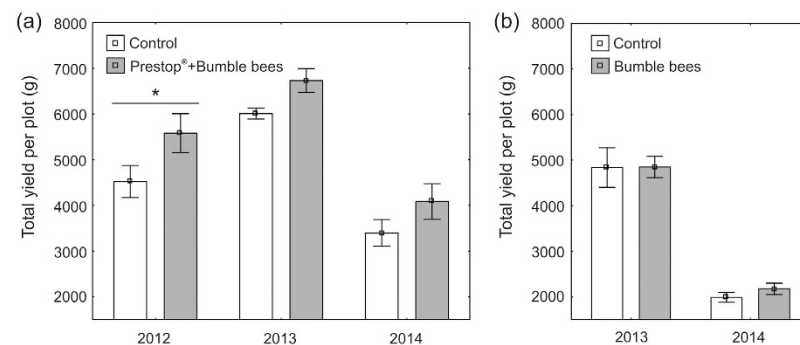 (a)
Total yield per plot (g)
8000
7000
6000
5000
4000
3000
2000
Control
Prestop®+Bumble bees
*
2012 2013 2014
(b)
Total yield per plot (g)
8000
7000
6000
5000
4000
3000
2000
Control
Bumble bees
2013 2014